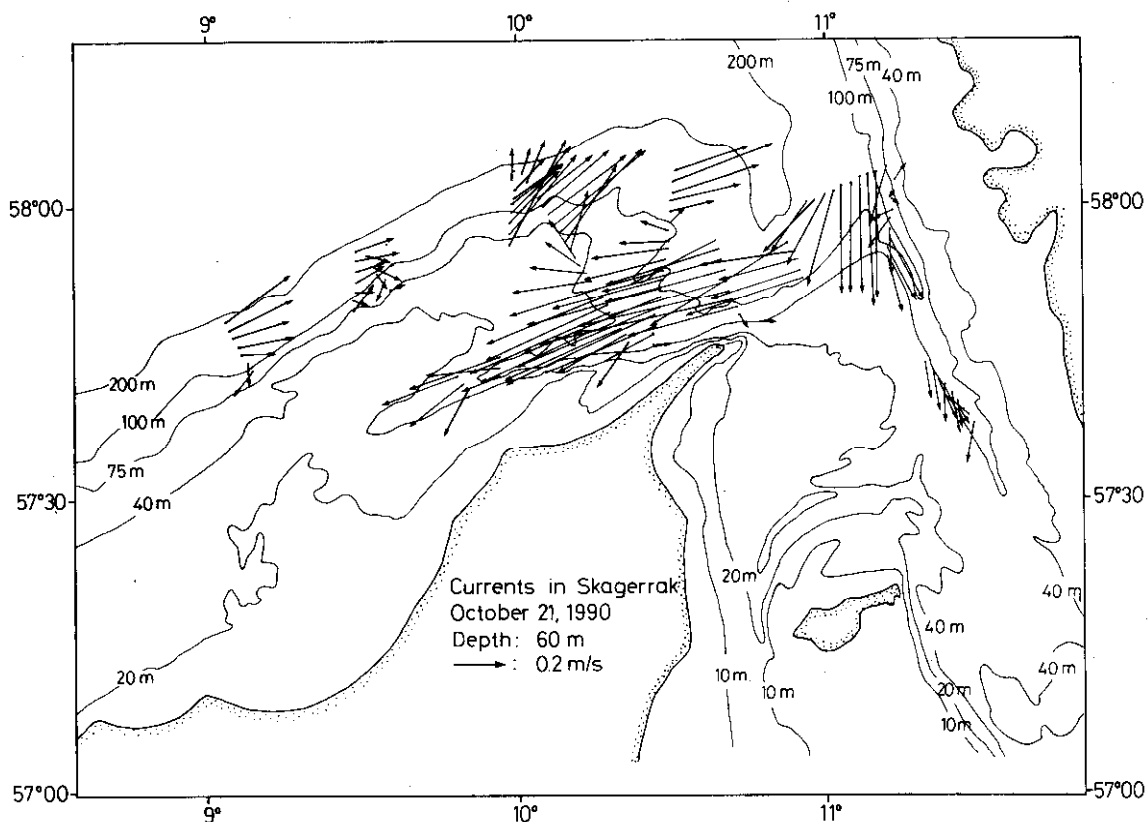 9° 10° 11°
200 m 75 m 40 m
100 m
58°00 58°00
200 m
100 m
75 m
40 m
57°30 57°30
Currents in Skagerrak
October 21, 1990
Depth: 60 m
: 0.2 m/s
20 m
40 m
40 m
40 m
20 m
10 m
10 m
20 m
10 m
57°00 57°00
9° 10° 11°